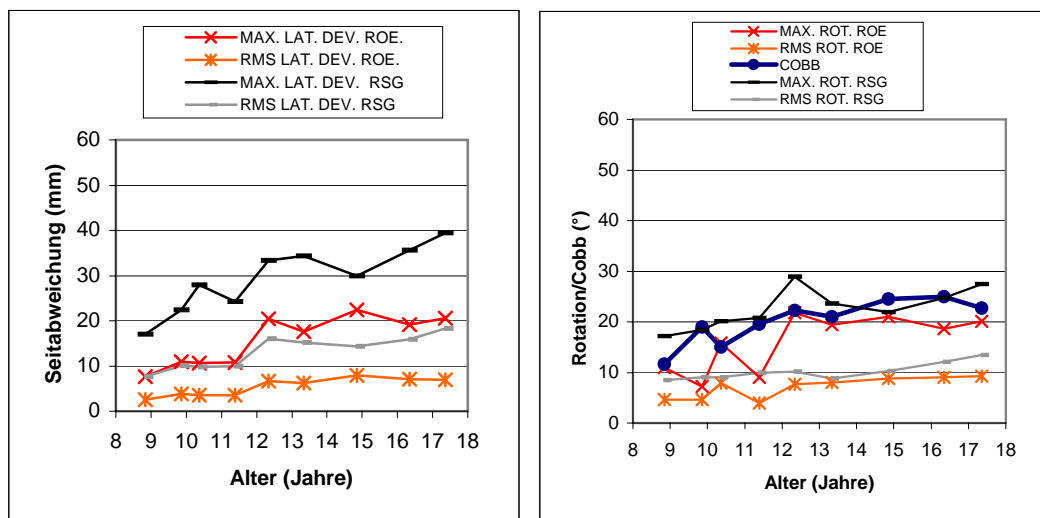 MAX. LAT. DEV. ROE.
RMS LAT. DEV. ROE.
MAX. LAT. DEV. RSG
RMS LAT. DEV. RSG
60
50
40
30
20
10
0
Seitabweichung (mm)
8 9 10 11 12 13 14 15 16 17 18
Alter (Jahre)
MAX. ROT. ROE
RMS ROT. ROE
COBB
MAX. ROT. RSG
RMS ROT. RSG
60
50
40
30
20
10
0
Rotation/Cobb (°)
8 9 10 11 12 13 14 15 16 17 18
Alter (Jahre)